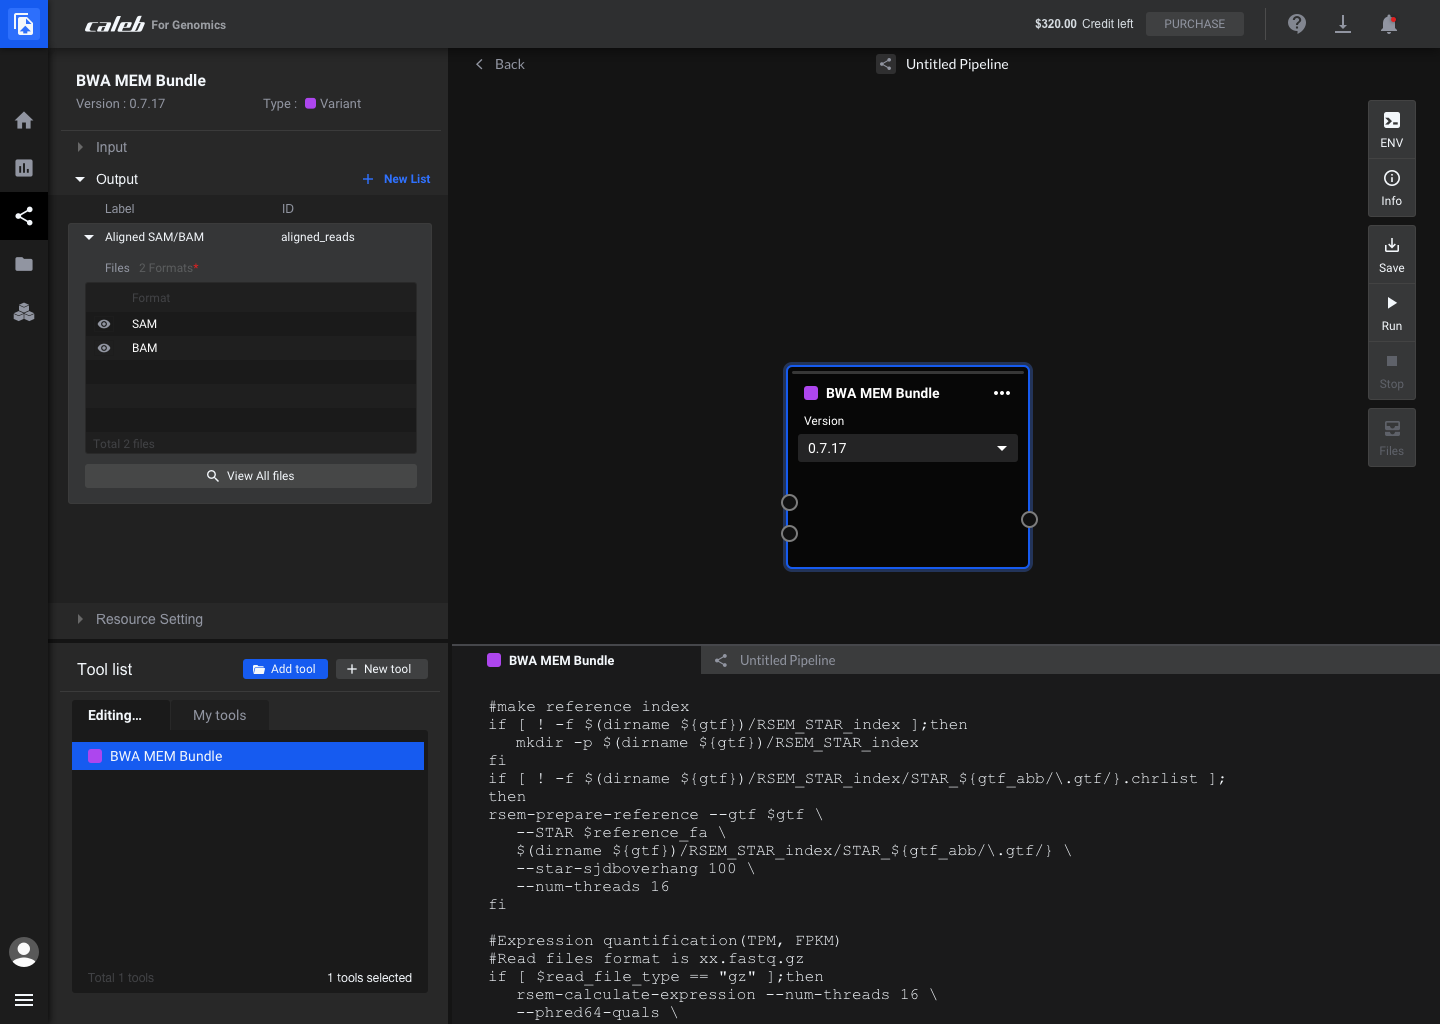 caleb For Genomics
$320.00 Credit left PURCHASE
BWA MEM Bundle
Version : 0.7.17 Type : Variant
Input
Output + New List
Label ID
Aligned SAM/BAM aligned_reads
Files 2 Formats*
Format
SAM
BAM
Total 2 files
View All files
Resource Setting
Tool list Add tool + New tool
Editing... My tools
BWA MEM Bundle
Total 1 tools 1 tools selected
Back Untitled Pipeline
ENV
Info
Save
Run
Stop
Files
BWA MEM Bundle
Version
0.7.17
BWA MEM Bundle Untitled Pipeline
#make reference index
if [ ! -f $(dirname ${gtf})/RSEM_STAR_index ];then
mkdir -p $(dirname ${gtf})/RSEM_STAR_index
fi
if [ ! -f $(dirname ${gtf})/RSEM_STAR_index/STAR_${gtf_abb/\.gtf/}.chrlist ];
then
rsem-prepare-reference --gtf $gtf \
--STAR $reference_fa \
$(dirname ${gtf})/RSEM_STAR_index/STAR_${gtf_abb/\.gtf/} \
--star-sjdboverhang 100 \
--num-threads 16
fi
#Expression quantification(TPM, FPKM)
#Read files format is xx.fastq.gz
if [ $read_file_type == "gz" ];then
rsem-calculate-expression --num-threads 16 \
--phred64-quals \